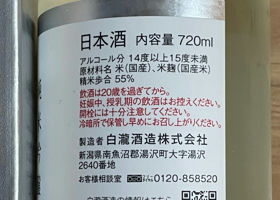 日本酒 内容量 720ml
アルコール分 14度以上15度未満
原材料名 米(国産)、米麹(国産米)
精米歩合 55%
飲酒は20歳を過ぎてから。
妊娠中、授乳期の飲酒はお控えください。
開栓には十分注意してください。
冷暗所で保管し早めにお召し上がりください。
製造者 白瀧酒造株式会社
新潟県南魚沼郡湯沢町大字湯沢
2640番地
お客様相談室 0120-858520